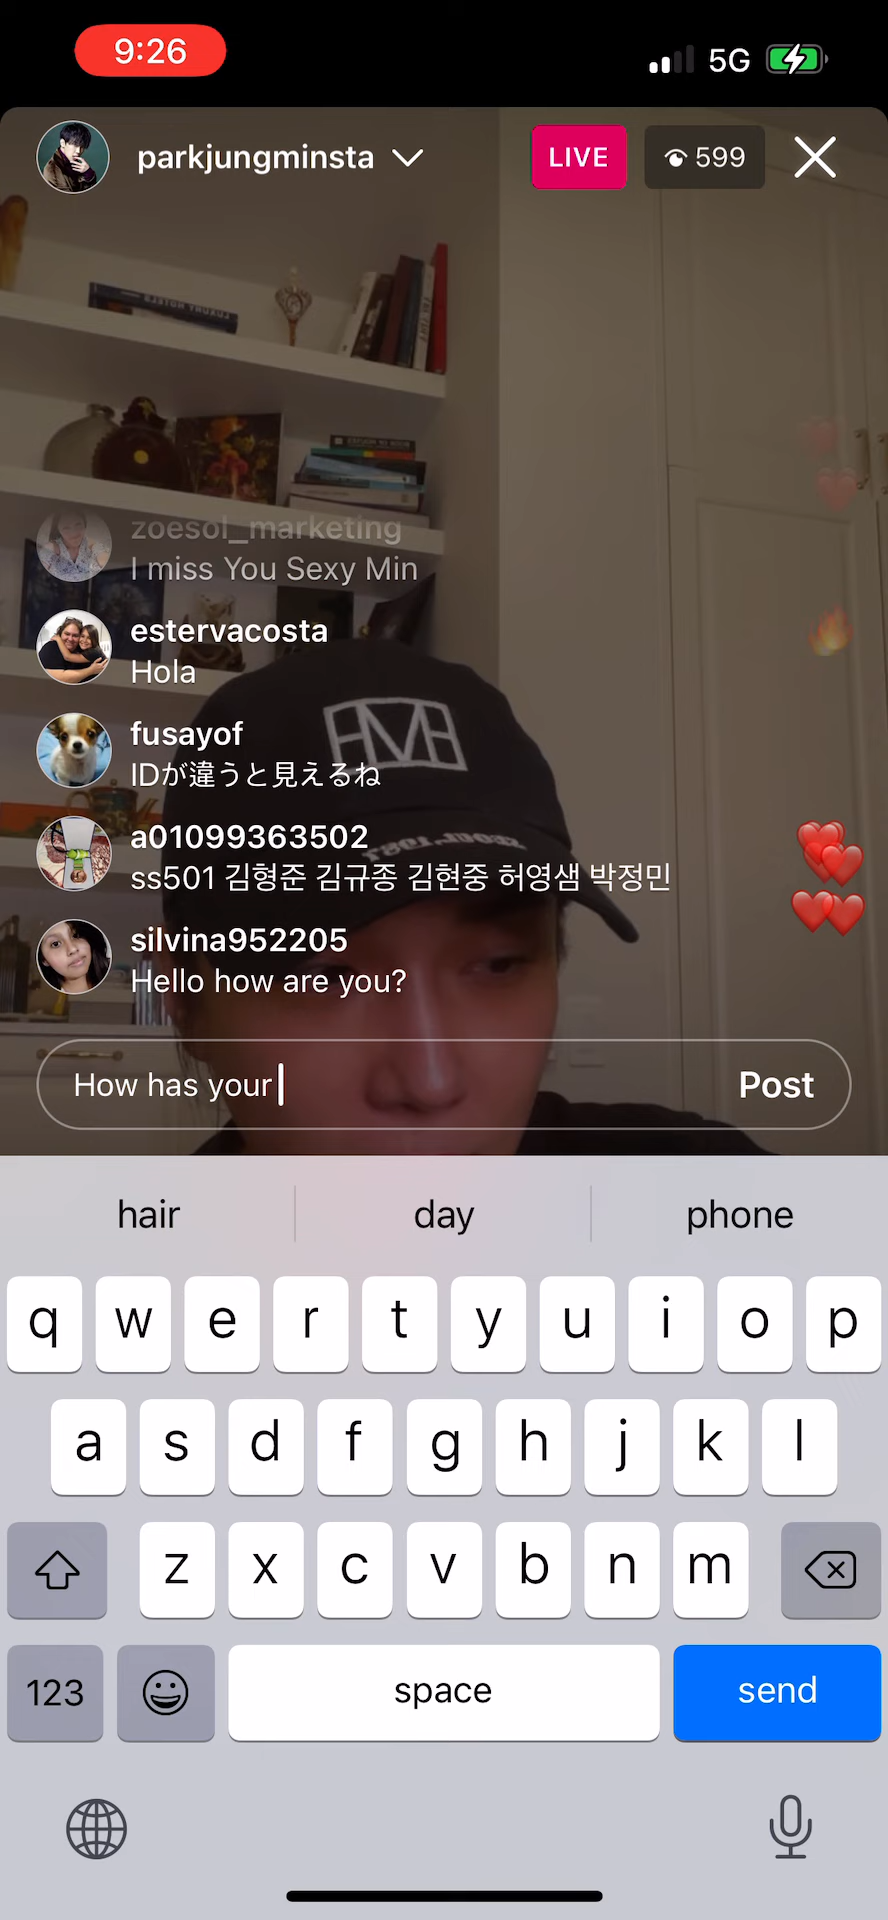 9:26
5G
parkjungminsta
LIVE
599
zoesol_marketing
I miss You Sexy Min
estervacosta
Hola
fusayof
IDが違うと見えるね
a01099363502
ss501 김형준 김규종 김현중 허영샘 박정민
silvina952205
Hello how are you?
How has your
Post
hair day phone
q w e r t y u i o p
a s d f g h j k l
z x c v b n m
123 space send